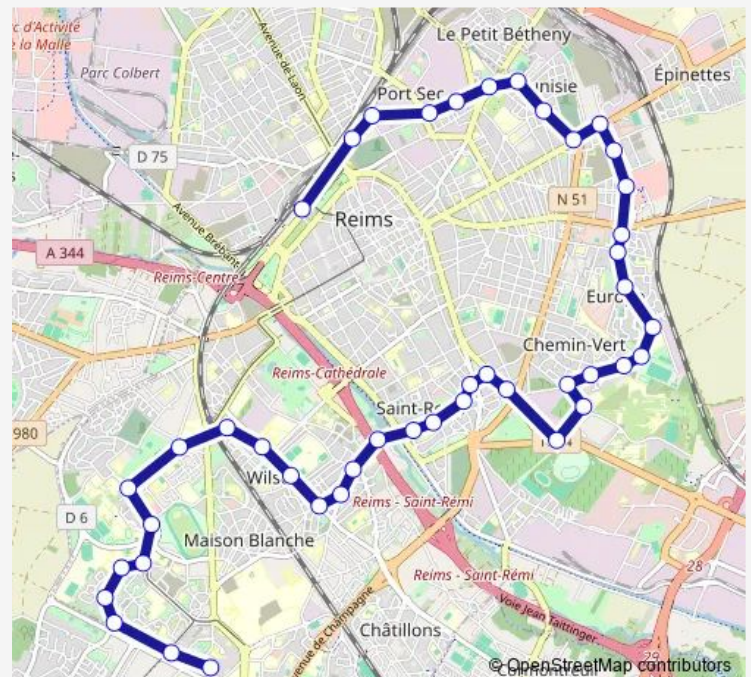 Le Petit Bétheny
c d'Activité
la Malle
Avenue de Laon
Parc Colbert
Port Sec
Épinettes
D 75
N 51
Avenue Brébant
Reims
A 344
Reims-Centre
Chemin-Vert
Reims-Cathédrale
980
Reims - Saint-Rémi
D 6
Maison Blanche
28
Reims - Saint-Rémi
Avenue de Champagne
Voie Jean Taittinger
Châtillons
29
© OpenStreetMap contributors